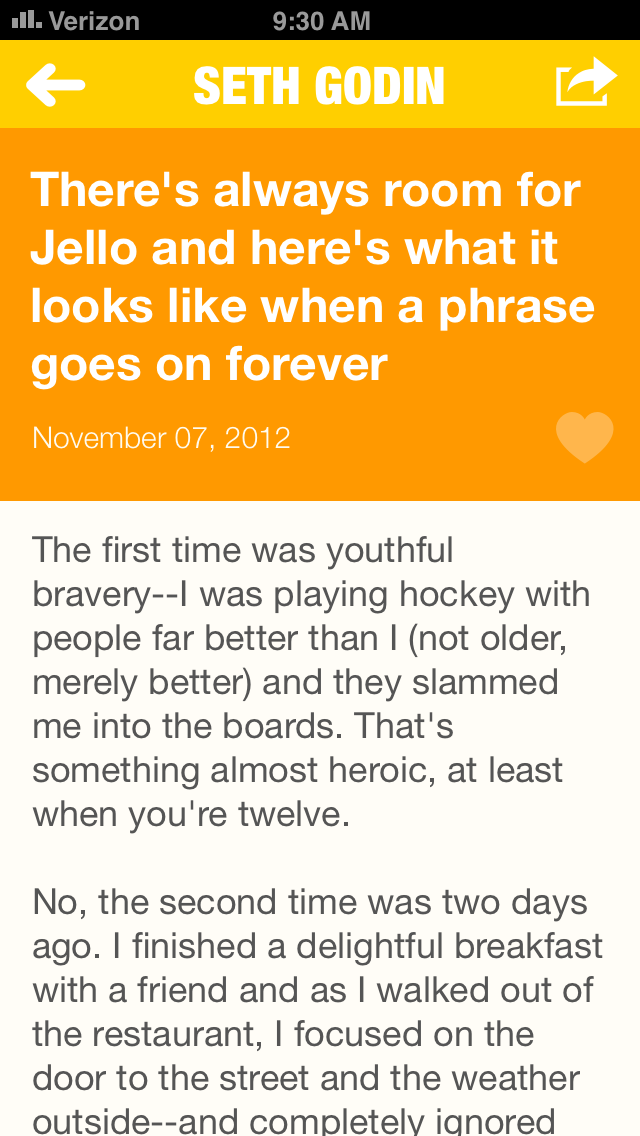 Verizon 9:30 AM
SETH GODIN
There's always room for
Jello and here's what it
looks like when a phrase
goes on forever
November 07, 2012
The first time was youthful
bravery--I was playing hockey with
people far better than I (not older,
merely better) and they slammed
me into the boards. That's
something almost heroic, at least
when you're twelve.
No, the second time was two days
ago. I finished a delightful breakfast
with a friend and as I walked out of
the restaurant, I focused on the
door to the street and the weather
outside--and completely ignored